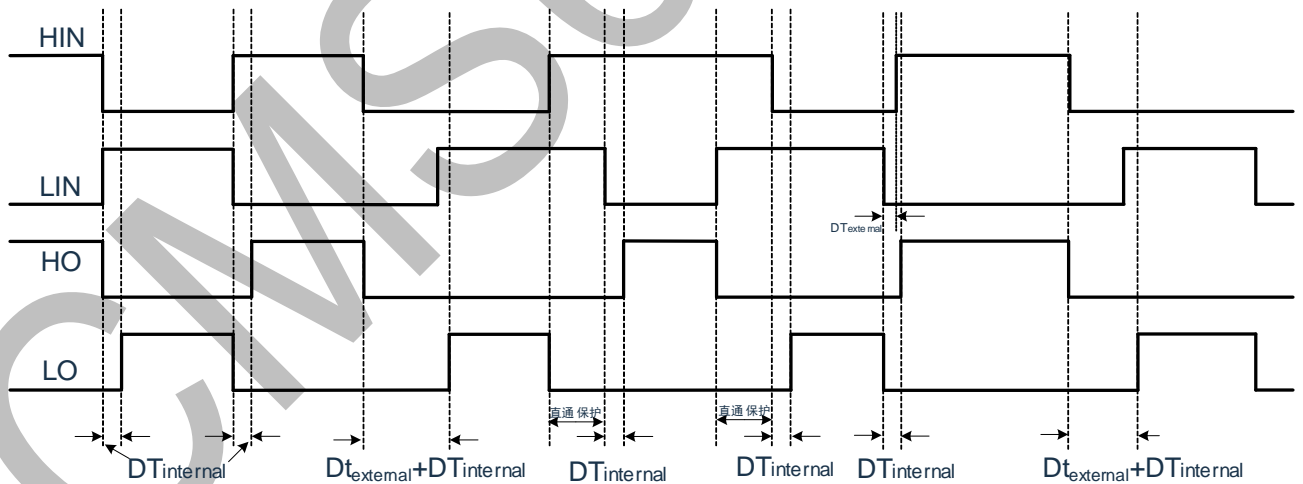 HIN
LIN
DTexternal
HO
LO
直通保护 直通保护
DTinternal Dtexternal+DTinternal DTinternal DTinternal DTinternal Dtexternal+DTinternal